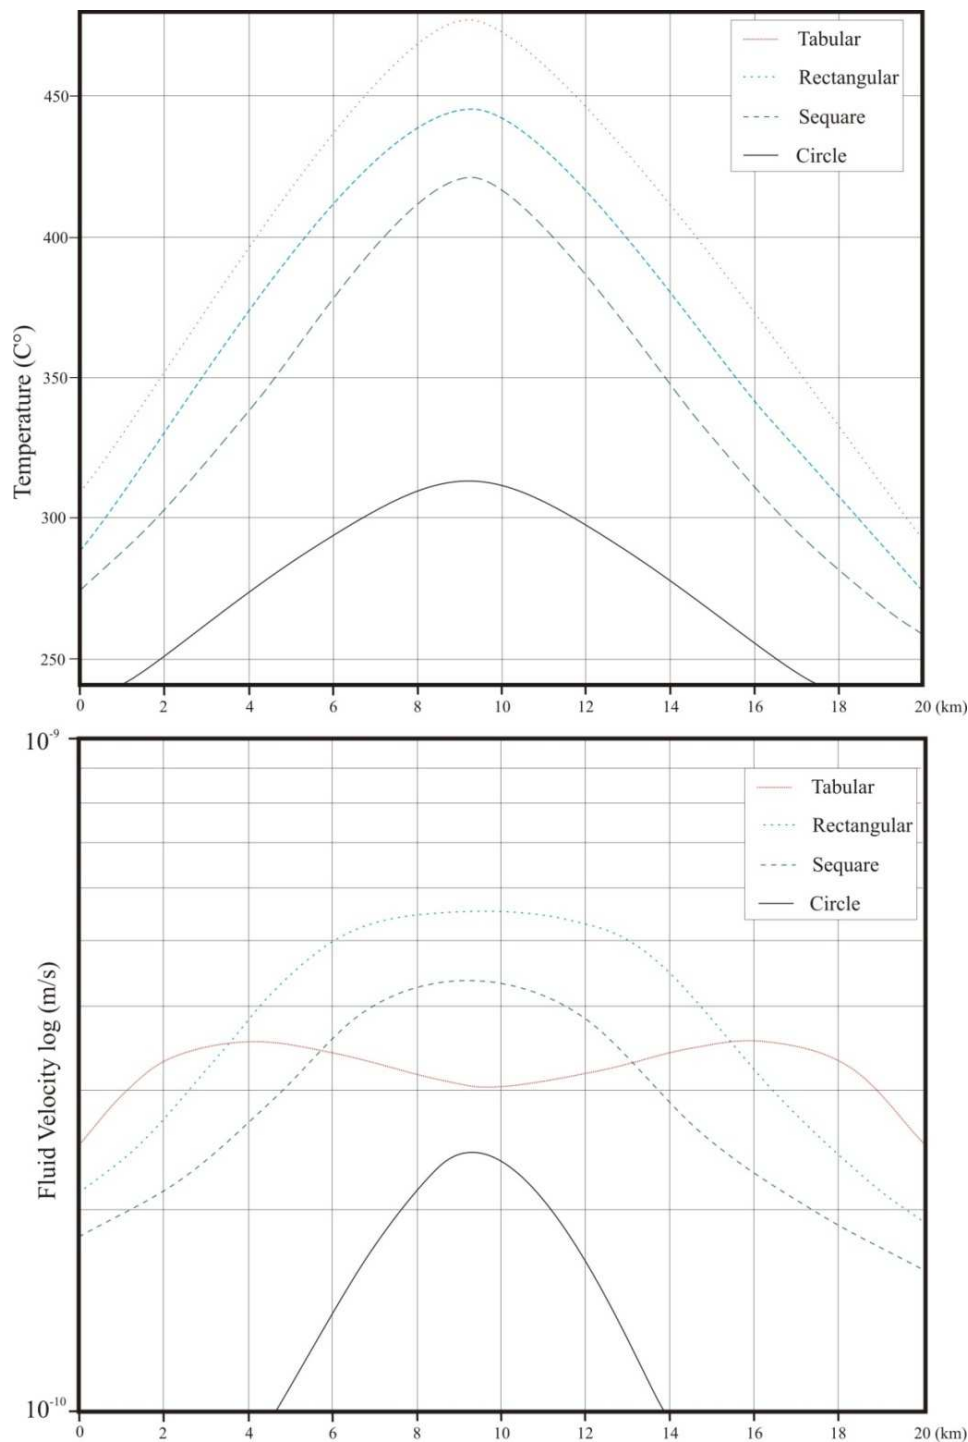 Tabular
Rectangular
Sequare
Circle
450
400
350
300
250
Temperature (C°)
0 2 4 6 8 10 12 14 16 18 20 (km)
10⁻⁹
Tabular
Rectangular
Sequare
Circle
Fluid Velocity log (m/s)
10⁻¹⁰
0 2 4 6 8 10 12 14 16 18 20 (km)